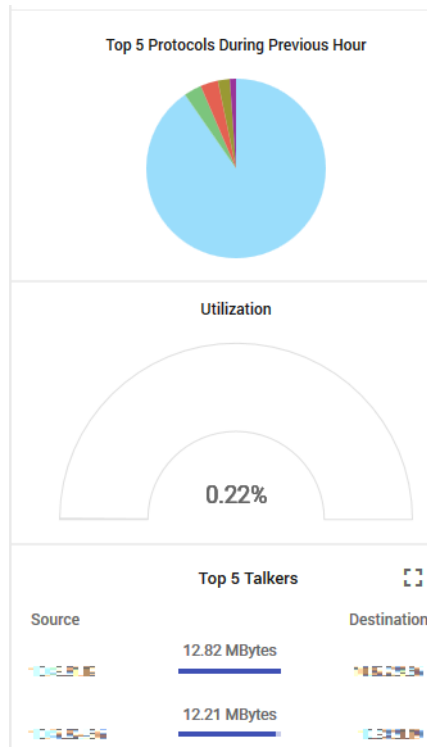 Top 5 Protocols During Previous Hour
Utilization
0.22%
Top 5 Talkers
Source Destination
12.82 MBytes
12.21 MBytes